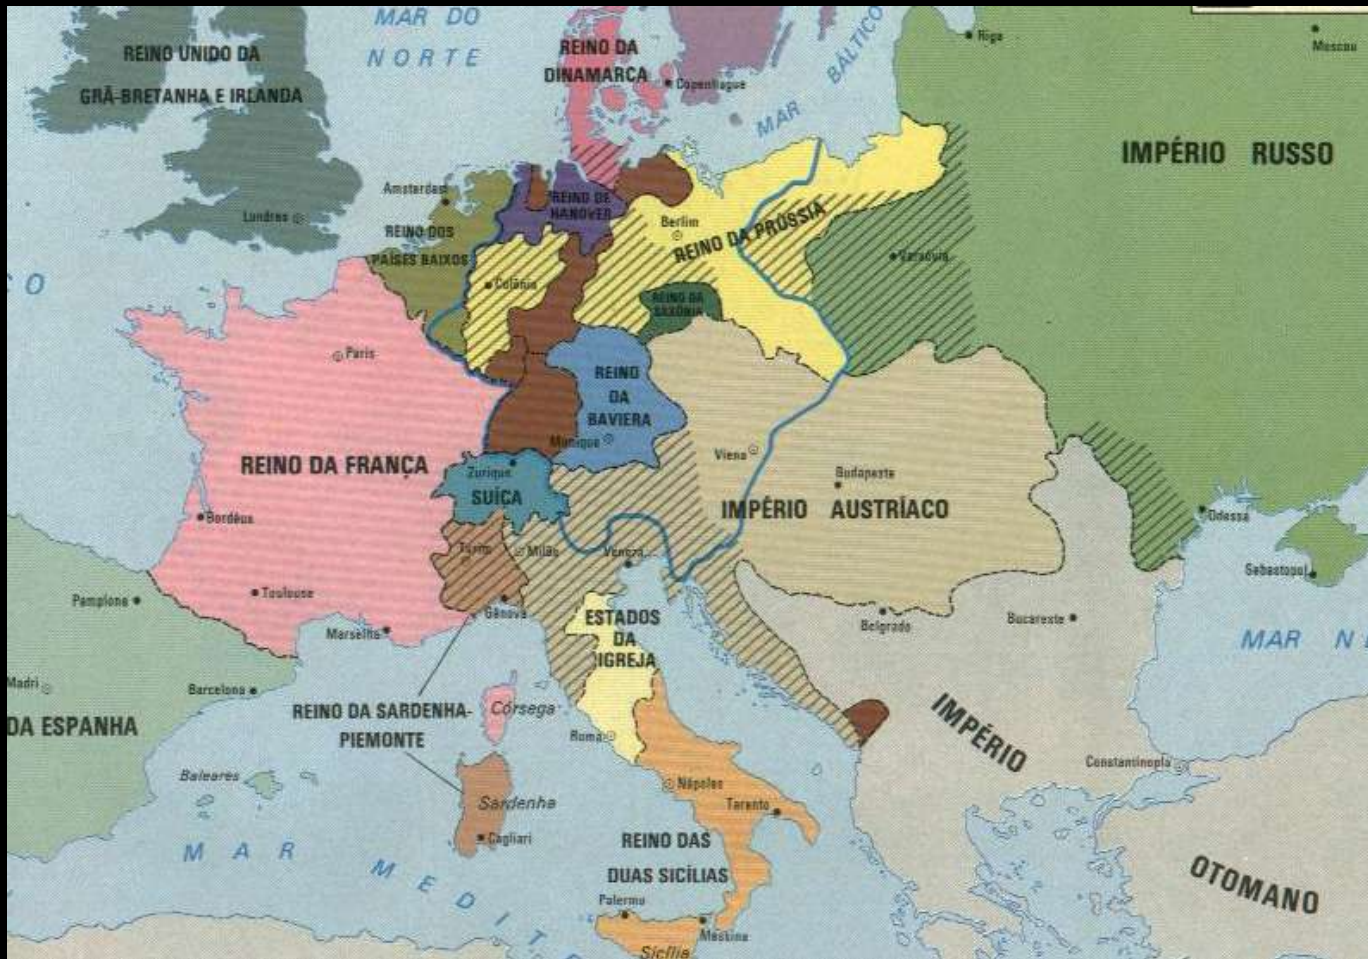 MAR DO
NORTE
REINO UNIDO DA
GRÃ-BRETANHA E IRLANDA
REINO DA
DINAMARCA
Copenhague
MAR BÁLTICO
Riga
Moscou
IMPÉRIO RUSSO
Amsterdas
Londres
REINO DE
HANOVER
REINO DOS
PAÍSES BAIXOS
Berlim
REINO DA PRÚSSIA
Varsóvia
Colônia
REINO DA
SAXÔNIA
CO
Paris
REINO
DA
BAVIERA
Munique
Viena
Budapeste
REINO DA FRANÇA
Zurique
SUÍÇA
IMPÉRIO AUSTRÍACO
Bordéus
Odessa
Turim
Milão
Veneza
Sebastopol
Toulouse
Pamplona
Gênova
ESTADOS
DA
IGREJA
Marselha
Belgrado
Bucareste
MAR N
Madri
Barcelona
DA ESPANHA
REINO DA SARDENHA-
PIEMONTE
Córsega
Roma
IMPÉRIO
OTOMANO
Constantinopla
Baleares
Sardenha
Cagliari
Nápoles
Tarento
REINO DAS
DUAS SICÍLIAS
MAR MEDITE
Palermo
Messina
Sicília